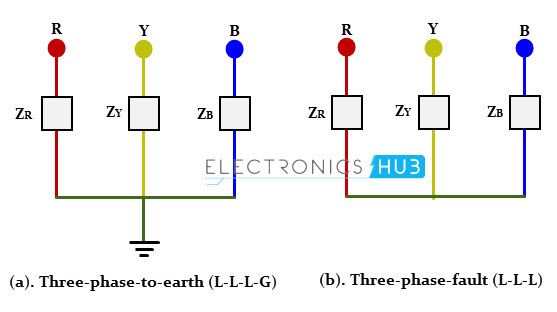 R Y B R Y B
ZR ZY ZB ZR ZY ZB
ELECTRONICS HUB
(a). Three-phase-to-earth (L-L-L-G) (b). Three-phase-fault (L-L-L)